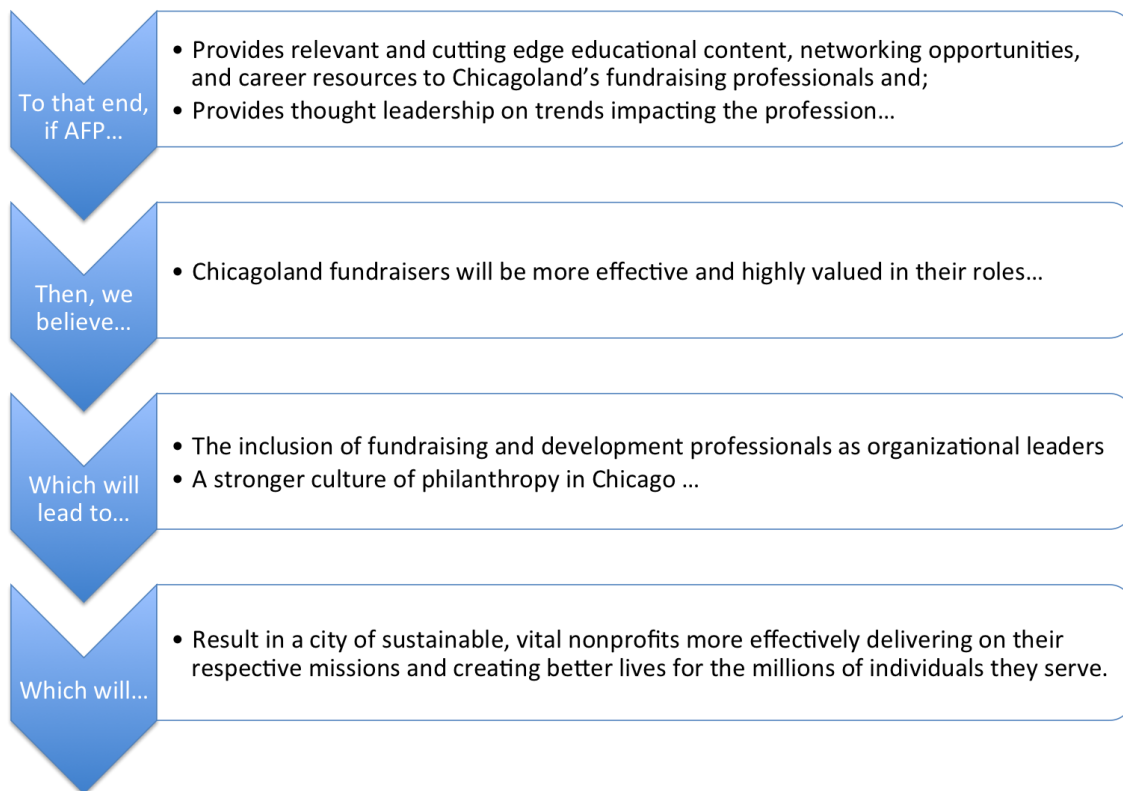 To that end,
if AFP…
• Provides relevant and cutting edge educational content, networking opportunities,
and career resources to Chicagoland’s fundraising professionals and;
• Provides thought leadership on trends impacting the profession…
Then, we
believe…
• Chicagoland fundraisers will be more effective and highly valued in their roles…
Which will
lead to…
• The inclusion of fundraising and development professionals as organizational leaders
• A stronger culture of philanthropy in Chicago …
Which will…
• Result in a city of sustainable, vital nonprofits more effectively delivering on their
respective missions and creating better lives for the millions of individuals they serve.